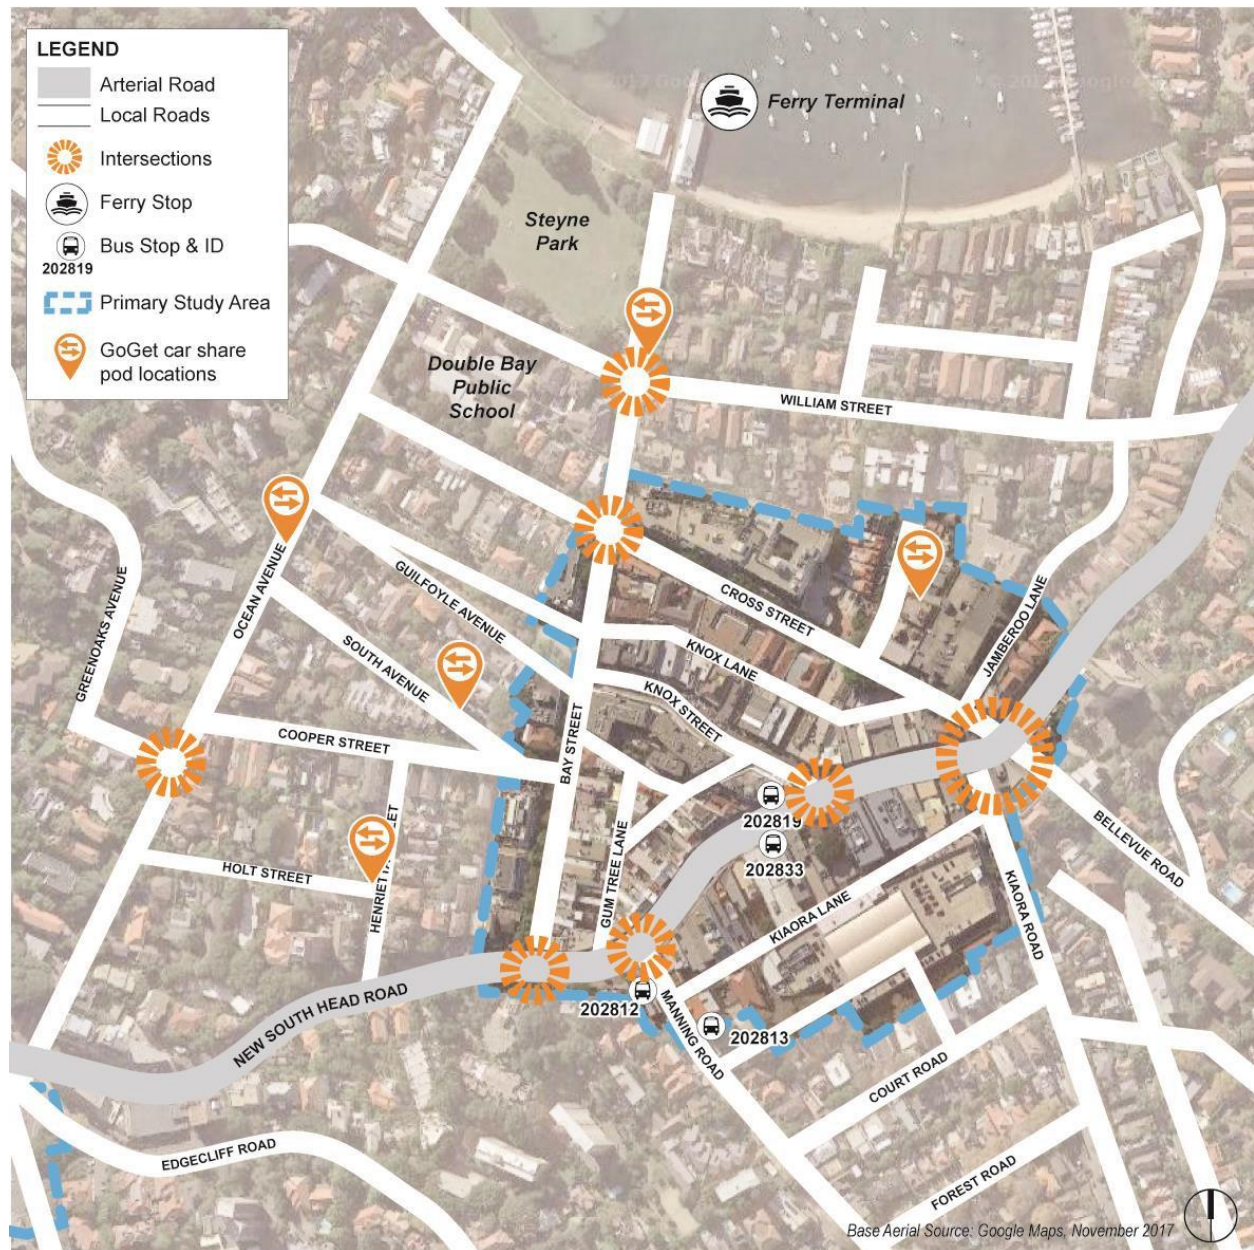 LEGEND
Arterial Road
Local Roads
Intersections
Ferry Stop
Bus Stop & ID
202819
Primary Study Area
GoGet car share
pod locations
Ferry Terminal
Steyne
Park
Double Bay
Public
School
WILLIAM STREET
GREENOAKS AVENUE
OCEAN AVENUE
GUILFOYLE AVENUE
SOUTH AVENUE
COOPER STREET
HOLT STREET
BAY STREET
CROSS STREET
KNOX LANE
KNOX STREET
JAMBEROO LANE
GUM TREE LANE
202819
202833
KIAORA LANE
KIAORA ROAD
BELLEVUE ROAD
NEW SOUTH HEAD ROAD
202812
202813
MANNING ROAD
COURT ROAD
FOREST ROAD
EDGECLIFF ROAD
Base Aerial Source: Google Maps, November 2017